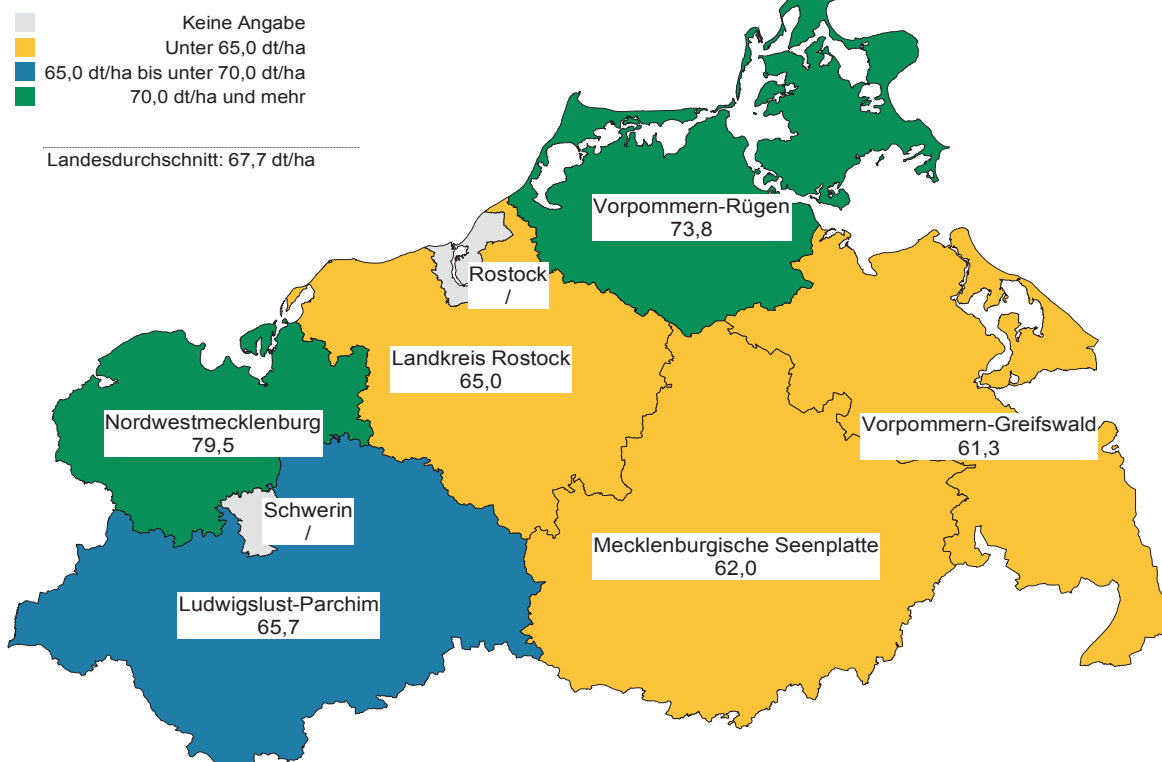 Keine Angabe
Unter 65,0 dt/ha
65,0 dt/ha bis unter 70,0 dt/ha
70,0 dt/ha und mehr
Landesdurchschnitt: 67,7 dt/ha
Vorpommern-Rügen
73,8
Rostock
/
Landkreis Rostock
65,0
Nordwestmecklenburg
79,5
Vorpommern-Greifswald
61,3
Schwerin
/
Mecklenburgische Seenplatte
62,0
Ludwigslust-Parchim
65,7